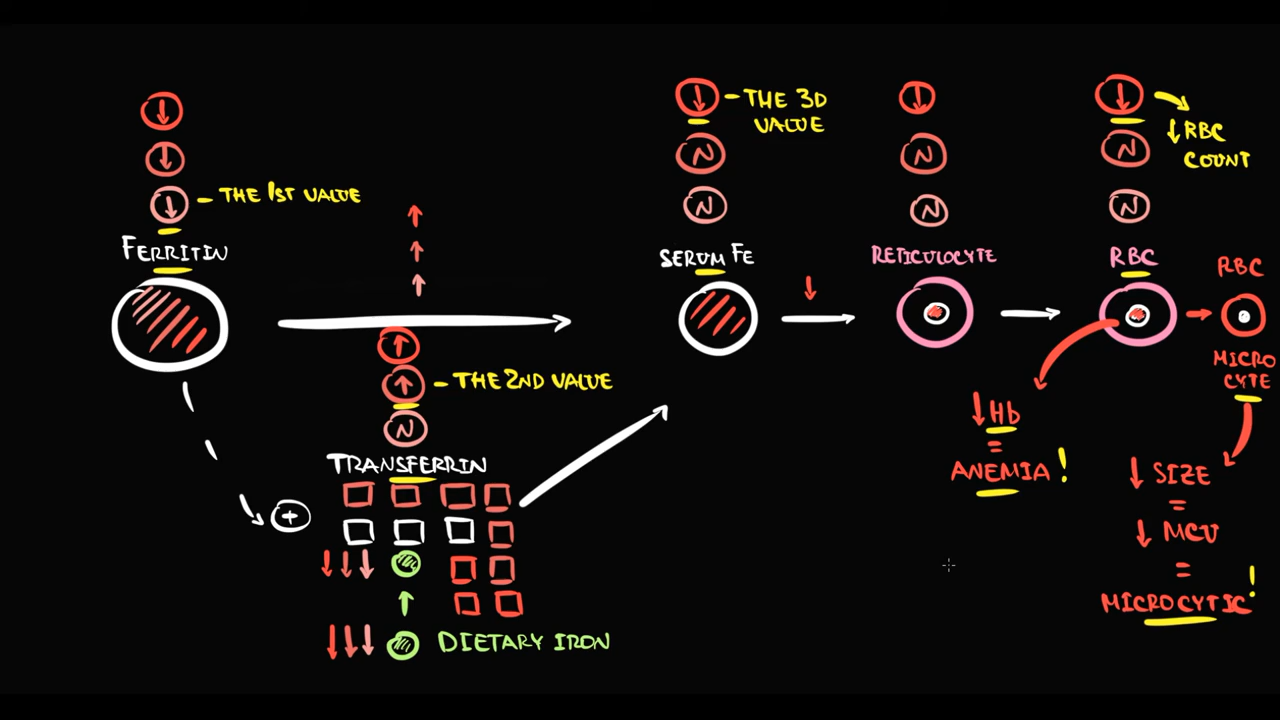 ↓
↓
↓ – THE 1ST VALUE
FERRITIN
↑
↑
↑
↑
↑ – THE 2ND VALUE
N
TRANSFERRIN
+
↓↓↓
↑
↓↓↓ DIETARY IRON
↓ – THE 3D
VALUE
N
N
SERUM FE
↓
↓
N
N
RETICULOCYTE
↓
↓ RBC
COUNT
N
N
RBC
RBC
MICRO
CYTE
↓ Hb
=
ANEMIA !
↓ SIZE
=
↓ MCV
=
MICROCYTIC !